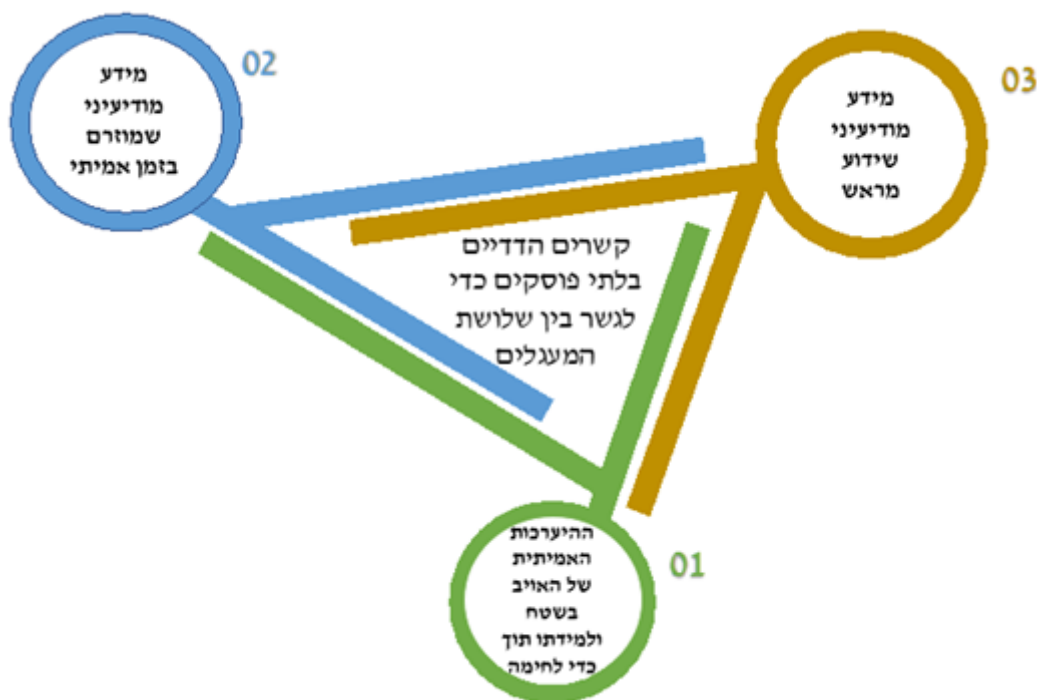 03
מידע
מודיעיני
שידוע
מראש
02
מידע
מודיעיני
שמוזרם
בזמן אמיתי
קשרים הדדיים
בלתי פוסקים כדי
לגשר בין שלושת
המעגלים
01
ההיערכות
האמיתית
של האויב
בשטח
ולמידתו תוך
כדי לחימה